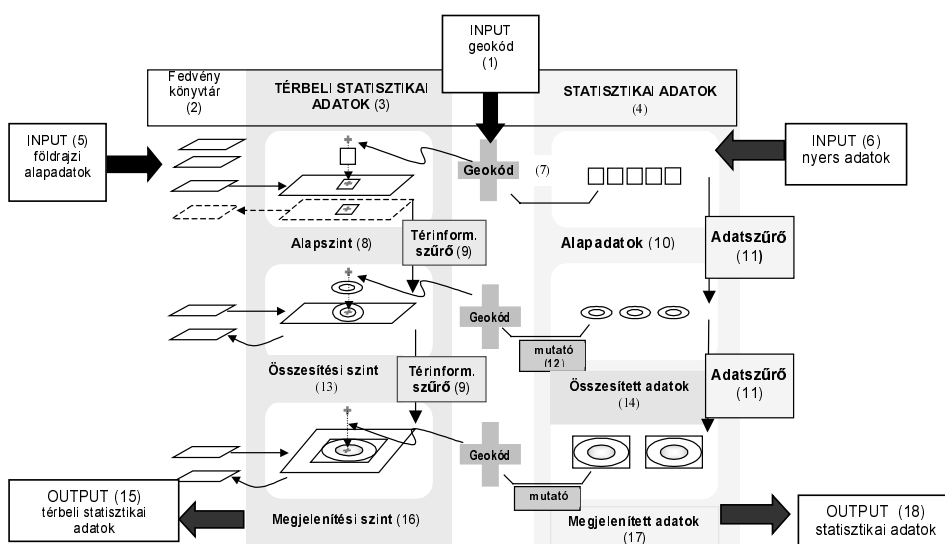 INPUT
geokód
(1)
Fedvény
könyvtár
(2)
TÉRBELI STATISZTIKAI
ADATOK (3)
STATISZTIKAI ADATOK
(4)
INPUT (5)
földrajzi
alapadatok
INPUT (6)
nyers adatok
Geokód
(7)
Alapszint (8)
Térinform.
szűrő (9)
Alapadatok (10)
Adatszűrő
(11)
Geokód
mutató
(12)
Összesítési szint
(13)
Térinform.
szűrő (9)
Összesített adatok
(14)
Adatszűrő
(11)
Geokód
mutató
OUTPUT (15)
térbeli statisztikai
adatok
Megjelenítési szint (16)
Megjelenített adatok
(17)
OUTPUT (18)
statisztikai adatok